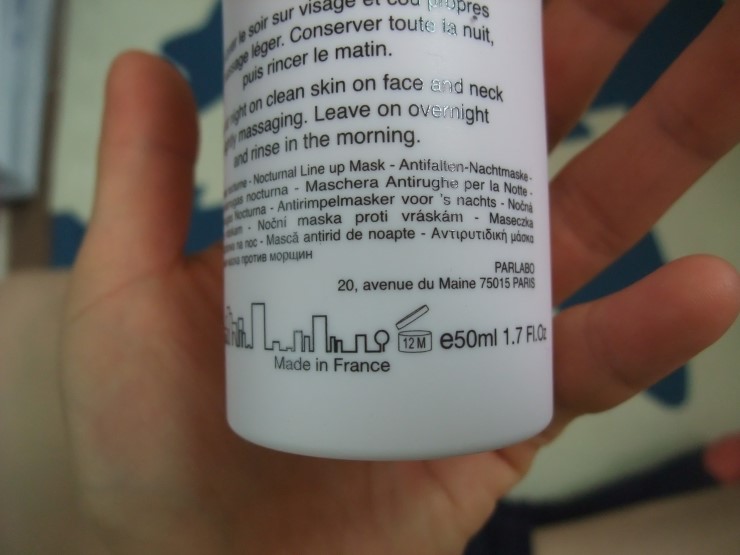 le soir sur visage et cou propres
léger. Conserver toute la nuit,
puis rincer le matin.
on clean skin on face and neck
massaging. Leave on overnight
and rinse in the morning.
- Nocturnal Line up Mask - Antifalten-Nachtmaske -
nocturna - Maschera Antirughe per la Notte -
Nocturna - Antirimpelmasker voor 's nachts - Nočná
- Noční maska proti vráskám - Maseczka
na noc - Mască antirid de noapte - Αντιρυτιδική μάσκα
против морщин
PARLABO
20, avenue du Maine 75015 PARIS
12 M e50ml 1.7 Fl.Oz
Made in France